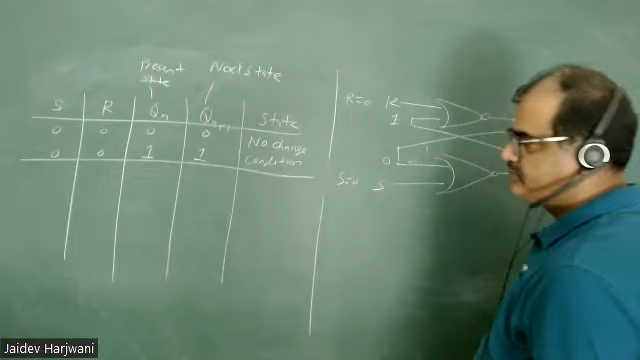 Present
state
Next state
S R Qn Qn+1 State
0 0 0 0 No change
0 0 1 1 Condition
R=0 R
1
0
S=0 S
Jaidev Harjwani